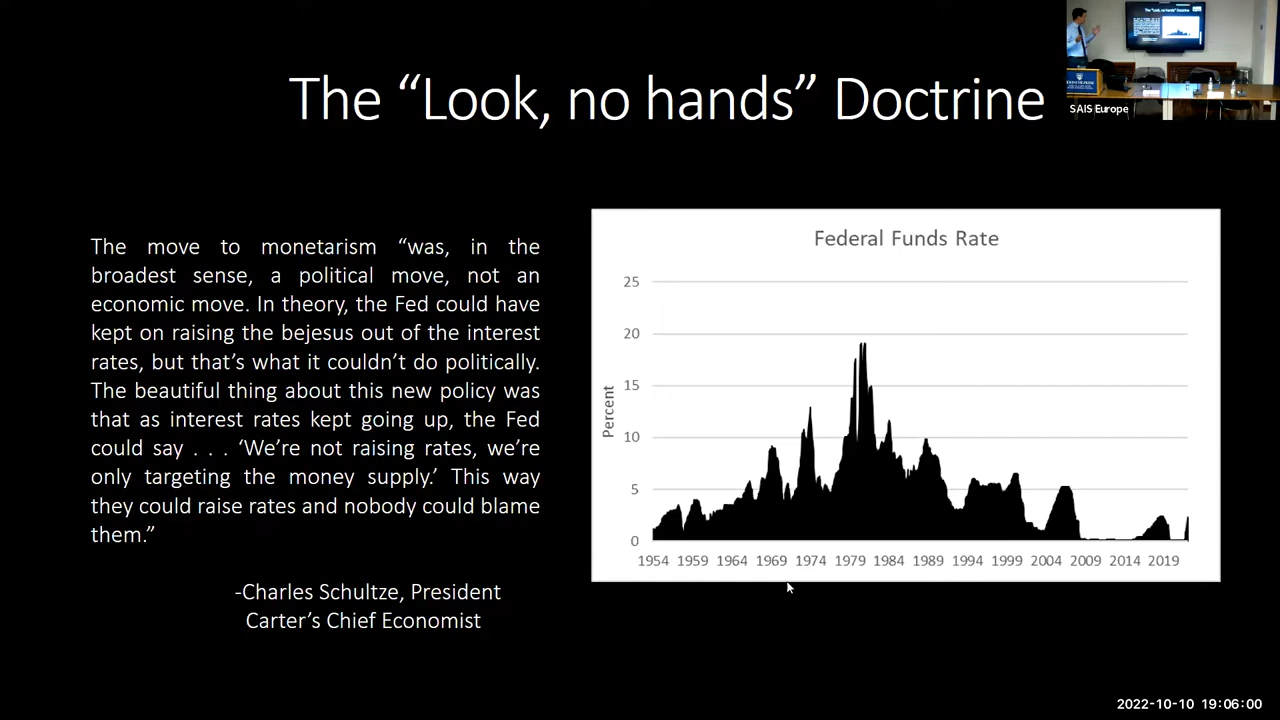 The “Look, no hands” Doctrine
SAIS Europe
The move to monetarism “was, in the
broadest sense, a political move, not an
economic move. In theory, the Fed could have
kept on raising the bejesus out of the interest
rates, but that’s what it couldn’t do politically.
The beautiful thing about this new policy was
that as interest rates kept going up, the Fed
could say . . . ‘We’re not raising rates, we’re
only targeting the money supply.’ This way
they could raise rates and nobody could blame
them.”
-Charles Schultze, President
Carter’s Chief Economist
Federal Funds Rate
Percent
25
20
15
10
5
0
1954 1959 1964 1969 1974 1979 1984 1989 1994 1999 2004 2009 2014 2019
2022-10-10 19:06:00